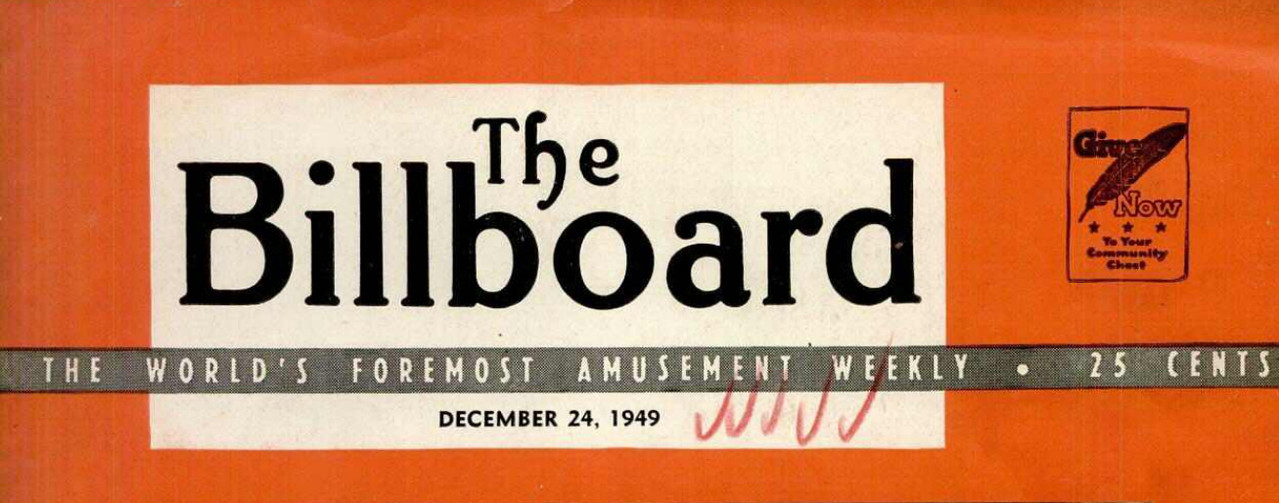 The
Billboard
Give
Now
To Your
Community
Chest
THE WORLD'S FOREMOST AMUSEMENT WEEKLY • 25 CENTS
DECEMBER 24, 1949